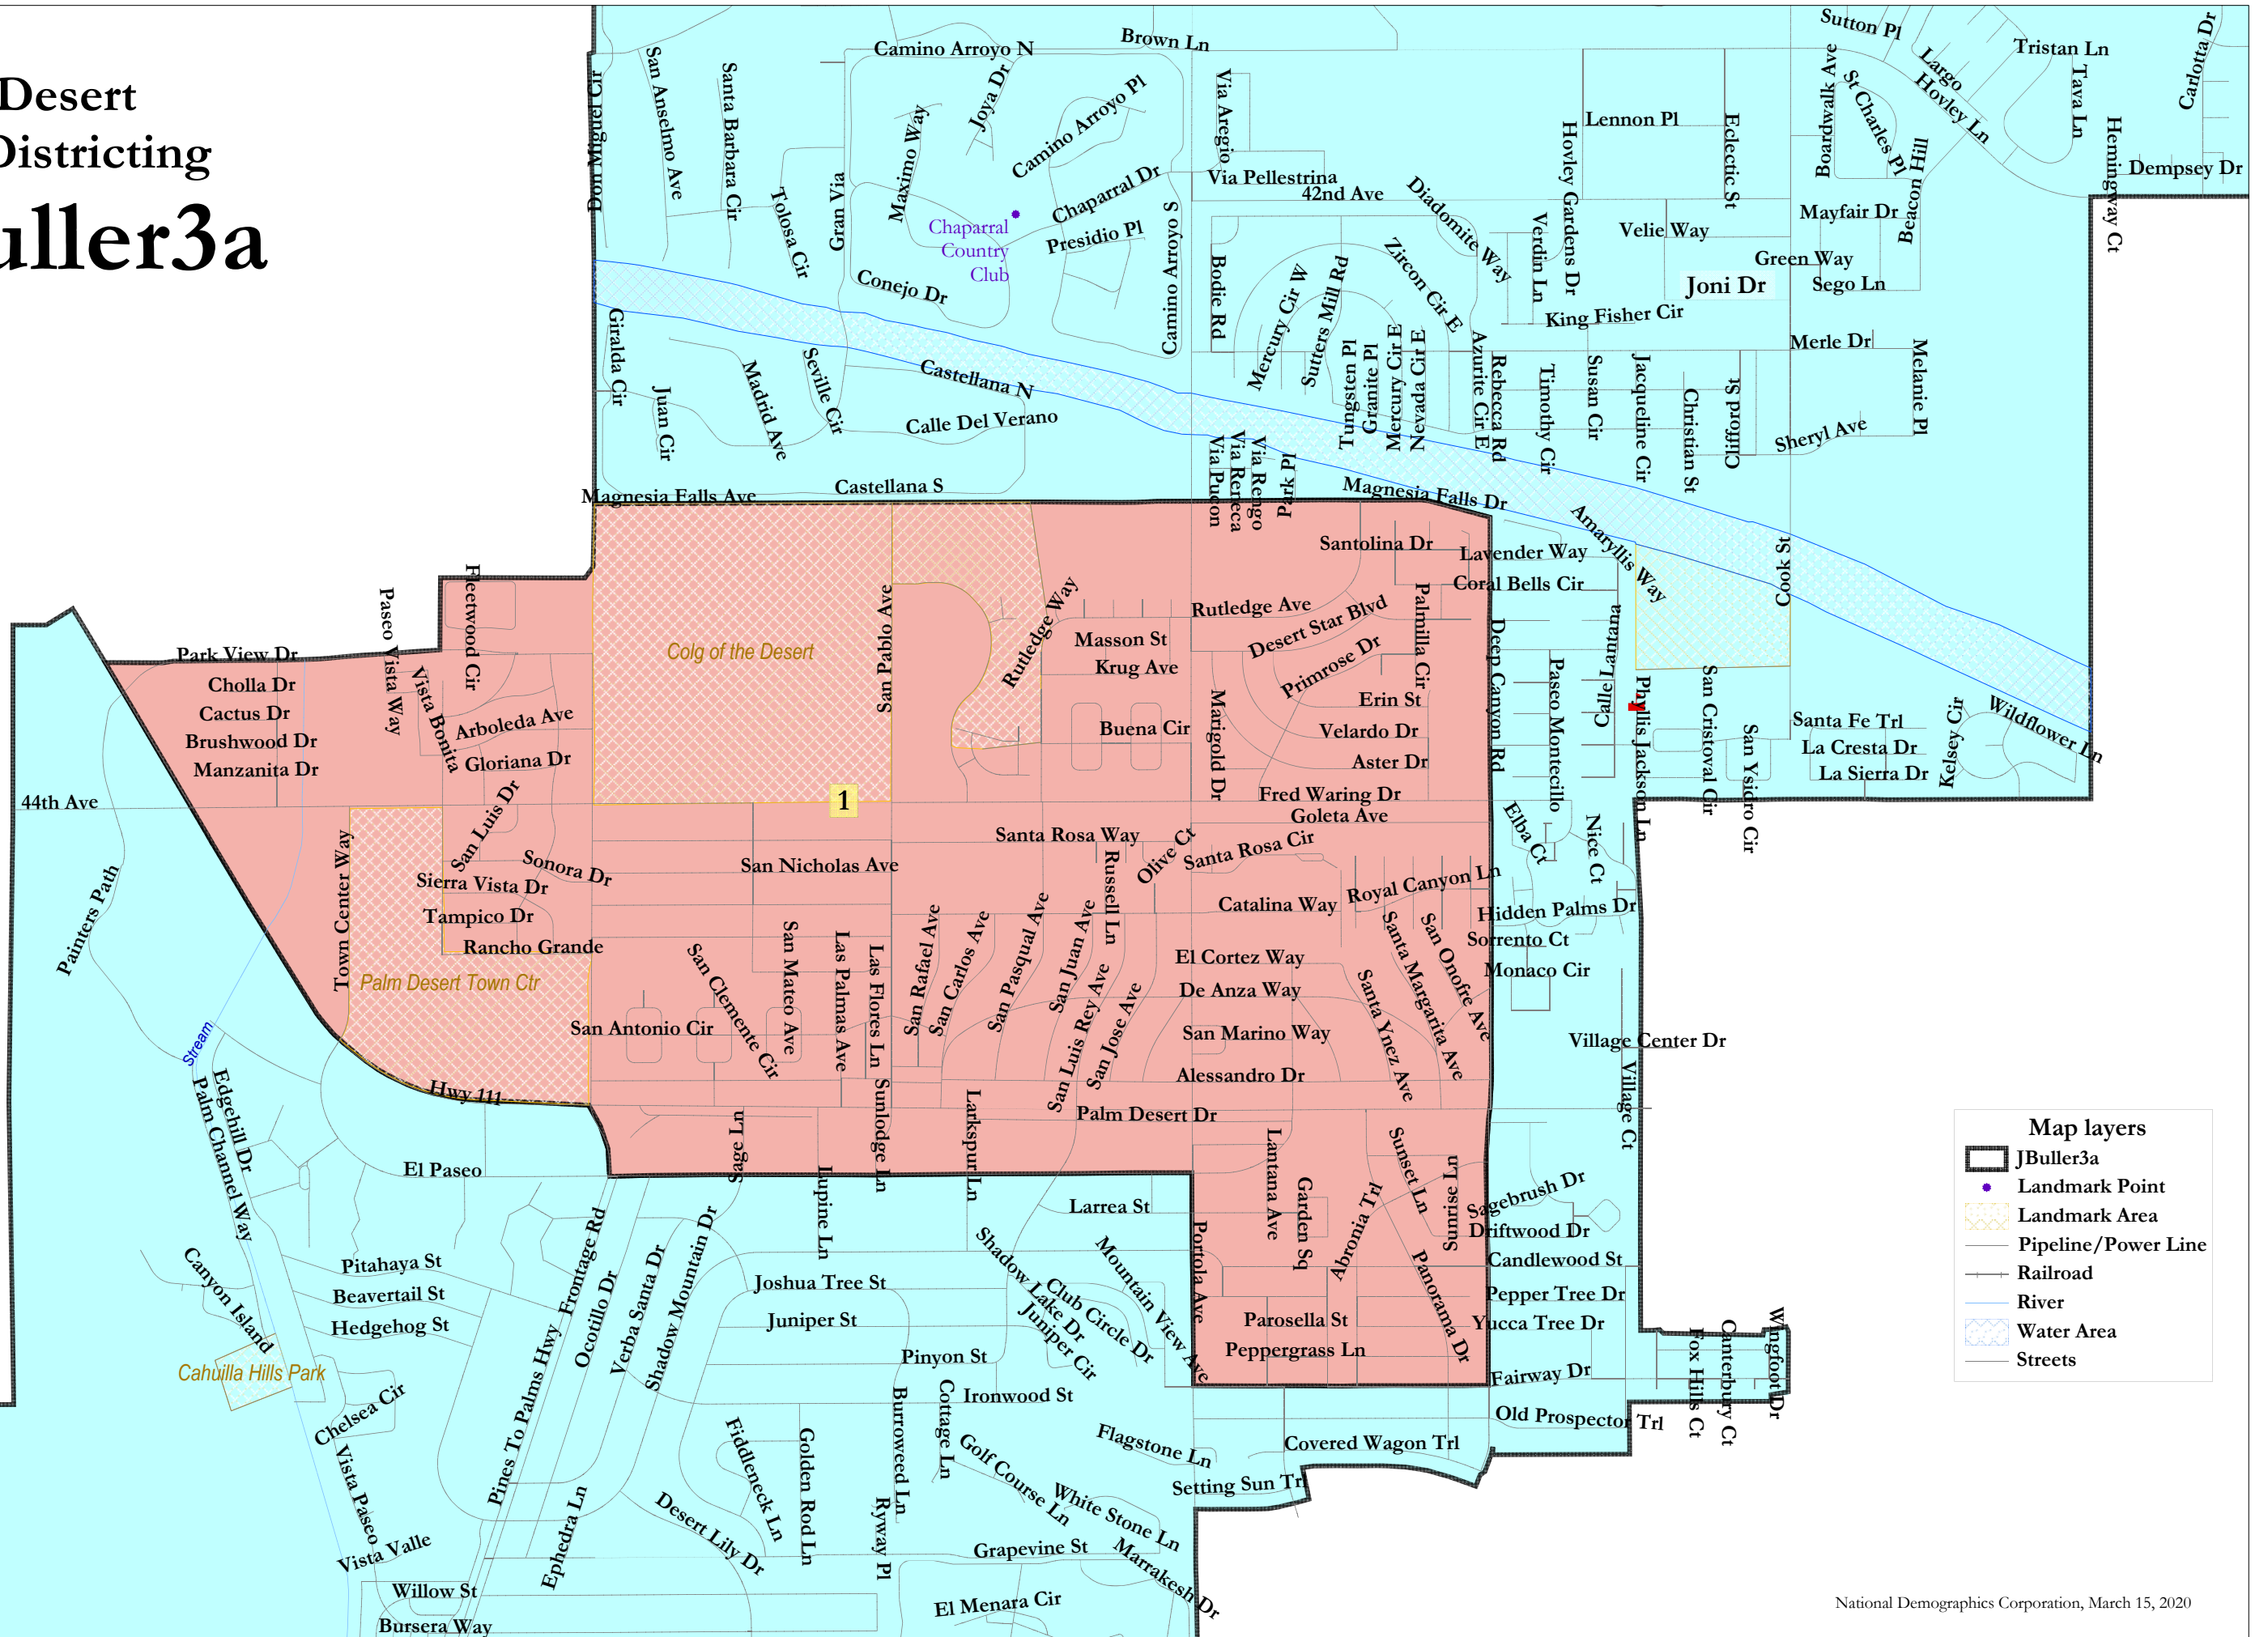 Desert
Districting
uller3a
Camino Arroyo N
Brown Ln
Sutton Pl
Tristan Ln
Carlotta Dr
San Anselmo Ave
Santa Barbara Cir
Don Miguel Cir
Joya Dr
Maximo Way
Camino Arroyo Pl
Via Aregio
Largo
Hovley Ln
Tava Ln
Boardwalk Ave
St Charles Pl
Beacon Hill
Hemingway Ct
Dempsey Dr
Lennon Pl
Eclectic St
Hovley Gardens Dr
Tolosa Cir
Gran Via
Chaparral Dr
Via Pellestrina
42nd Ave
Diadomite Way
Verdin Ln
Velie Way
Mayfair Dr
Chaparral
Country
Club
Presidio Pl
Camino Arroyo S
Bodie Rd
Zircon Cir E
Green Way
Joni Dr
Sego Ln
Conejo Dr
Mercury Cir W
Sutters Mill Rd
King Fisher Cir
Merle Dr
Melanie Pl
Giralda Cir
Juan Cir
Madrid Ave
Seville Cir
Castellana N
Calle Del Verano
Tungsten Pl
Granite Pl
Mercury Cir E
Nevada Cir E
Azurite Cir E
Rebecca Rd
Timothy Cir
Susan Cir
Jacqueline Cir
Christian St
Clifford St
Sheryl Ave
Magnesia Falls Ave
Castellana S
Via Pucon
Via Reneca
Via Rengo
Park Pl
Magnesia Falls Dr
Amaryllis Way
Cook St
Santolina Dr
Lavender Way
Coral Bells Cir
Fleetwood Cir
Paseo Vista Way
San Pablo Ave
Rutledge Way
Rutledge Ave
Desert Star Blvd
Palmilla Cir
Primrose Dr
Masson St
Krug Ave
Colg of the Desert
Park View Dr
Cholla Dr
Cactus Dr
Brushwood Dr
Manzanita Dr
Vista Bonita
Arboleda Ave
Gloriana Dr
Buena Cir
Marigold Dr
Erin St
Velardo Dr
Aster Dr
Deep Canyon Rd
Paseo Montecillo
Calle Lantana
Phyllis Jackson Ln
San Cristoval Cir
San Ysidro Cir
Santa Fe Trl
La Cresta Dr
La Sierra Dr
Kelsey Cir
Wildflower Ln
44th Ave
1
Fred Waring Dr
Goleta Ave
Town Center Way
San Luis Dr
Sonora Dr
Sierra Vista Dr
Tampico Dr
Rancho Grande
San Nicholas Ave
Santa Rosa Way
Olive Ct
Santa Rosa Cir
Russell Ln
Catalina Way
Royal Canyon Ln
Elba Ct
Nice Ct
Hidden Palms Dr
Sorrento Ct
Monaco Cir
Painters Path
Palm Desert Town Ctr
San Antonio Cir
San Clemente Cir
San Mateo Ave
Las Palmas Ave
Las Flores Ln
San Rafael Ave
San Carlos Ave
San Pasqual Ave
San Juan Ave
San Luis Rey Ave
San Jose Ave
El Cortez Way
De Anza Way
San Marino Way
Alessandro Dr
Santa Ynez Ave
Santa Margarita Ave
San Onofre Ave
Village Center Dr
Village Ct
Stream
Edgehill Dr
Palm Channel Way
Hwy 111
Palm Desert Dr
El Paseo
Sage Ln
Lupine Ln
Sunlodge Ln
Larkspur Ln
Larrea St
Lantana Ave
Garden Sq
Abronia Trl
Sunset Ln
Sunrise Ln
Sagebrush Dr
Driftwood Dr
Candlewood St
Pepper Tree Dr
Yucca Tree Dr
Fairway Dr
Old Prospector Trl
Portola Ave
Parosella St
Peppergrass Ln
Panorama Dr
Fox Hills Ct
Canterbury Ct
Wingfoot Dr
Canyon Island
Pitahaya St
Beavertail St
Hedgehog St
Cahuilla Hills Park
Chelsea Cir
Vista Paseo
Vista Valle
Pines To Palms Hwy
Frontage Rd
Ocotillo Dr
Verba Santa Dr
Shadow Mountain Dr
Joshua Tree St
Juniper St
Pinyon St
Ironwood St
Shadow Lake Dr
Club Circle Dr
Juniper Cir
Mountain View Ave
Burroweed Ln
Cottage Ln
Fiddleneck Ln
Golden Rod Ln
Ryway Pl
Golf Course Ln
Flagstone Ln
White Stone Ln
Setting Sun Trl
Covered Wagon Trl
Ephedra Ln
Desert Lily Dr
Grapevine St
Marrakesh Dr
Willow St
Bursera Way
El Menara Cir
Map layers
JBuller3a
Landmark Point
Landmark Area
Pipeline/Power Line
Railroad
River
Water Area
Streets
National Demographics Corporation, March 15, 2020